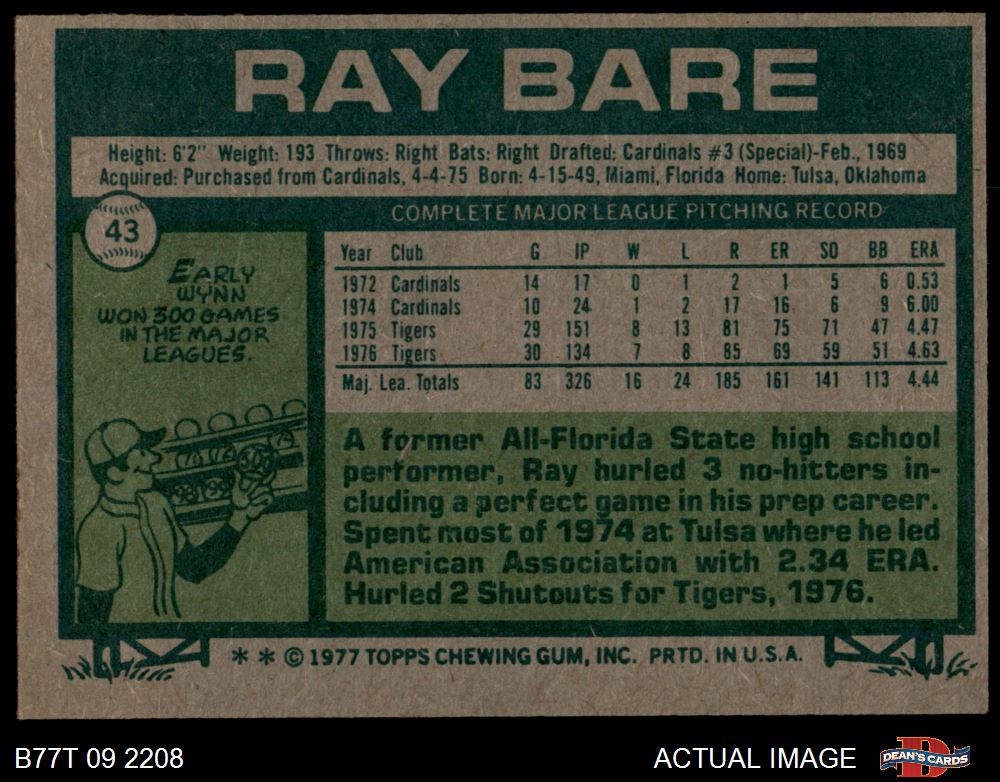 RAY BARE
Height: 6'2" Weight: 193 Throws: Right Bats: Right Drafted: Cardinals #3 (Special)-Feb., 1969
Acquired: Purchased from Cardinals, 4-4-75 Born: 4-15-49, Miami, Florida Home: Tulsa, Oklahoma
43
EARLY
WYNN
WON 300 GAMES
IN THE MAJOR
LEAGUES.
298 299 300
COMPLETE MAJOR LEAGUE PITCHING RECORD
Year Club G IP W L R ER SO BB ERA
1972 Cardinals 14 17 0 1 2 1 5 6 0.53
1974 Cardinals 10 24 1 2 17 16 6 9 6.00
1975 Tigers 29 151 8 13 81 75 71 47 4.47
1976 Tigers 30 134 7 8 85 69 59 51 4.63
Maj. Lea. Totals 83 326 16 24 185 161 141 113 4.44
A former All-Florida State high school
performer, Ray hurled 3 no-hitters in-
cluding a perfect game in his prep career.
Spent most of 1974 at Tulsa where he led
American Association with 2.34 ERA.
Hurled 2 Shutouts for Tigers, 1976.
* * © 1977 TOPPS CHEWING GUM, INC. PRTD. IN U.S.A.
B77T 09 2208
ACTUAL IMAGE
DEAN'S CARDS